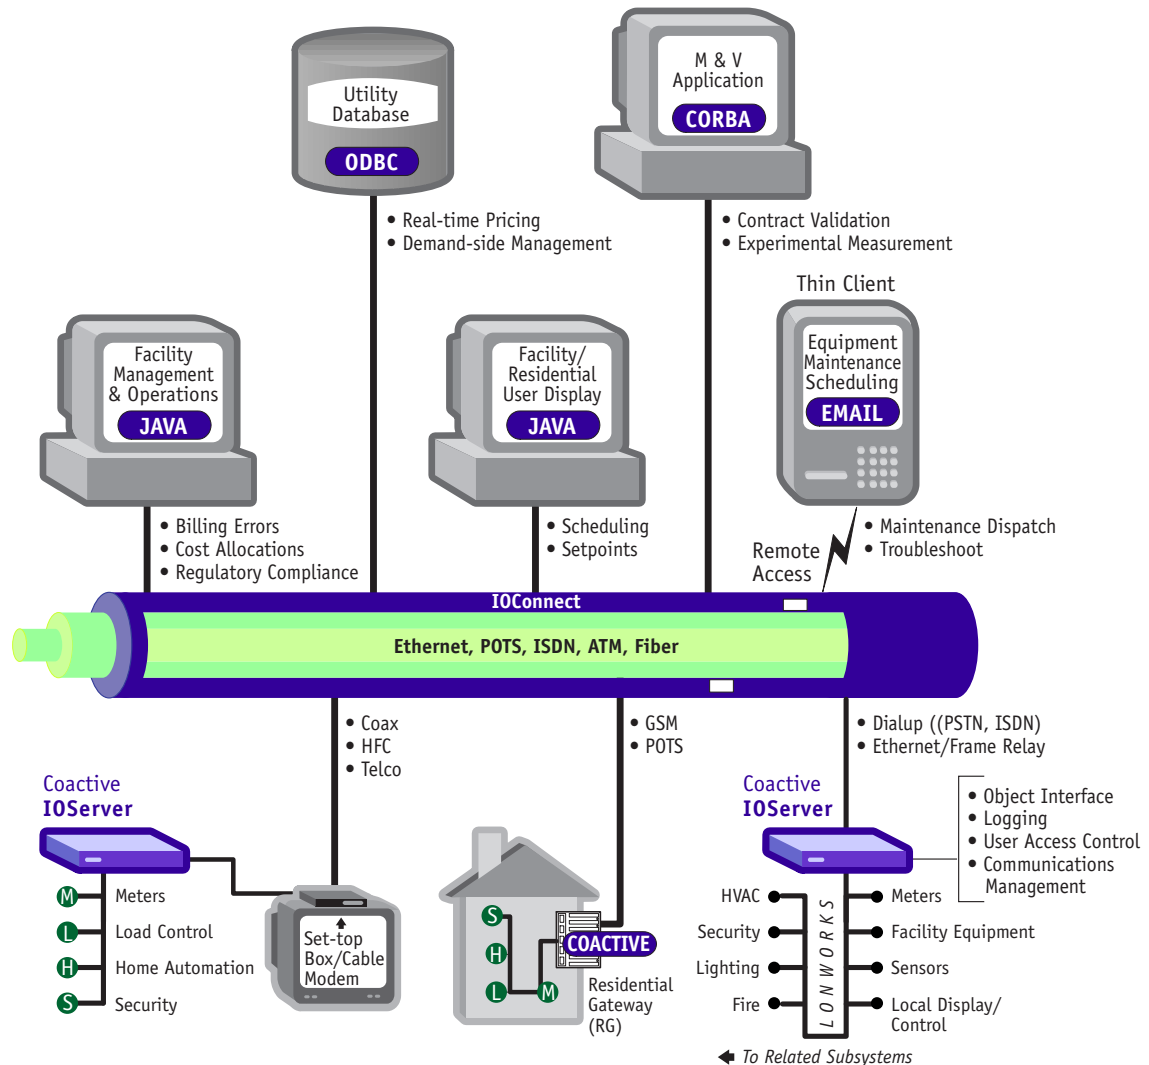 Utility
Database
ODBC
• Real-time Pricing
• Demand-side Management
M & V
Application
CORBA
• Contract Validation
• Experimental Measurement
Thin Client
Equipment
Maintenance
Scheduling
EMAIL
• Maintenance Dispatch
• Troubleshoot
Remote
Access
Facility
Management
& Operations
JAVA
• Billing Errors
• Cost Allocations
• Regulatory Compliance
Facility/
Residential
User Display
JAVA
• Scheduling
• Setpoints
IOConnect
Ethernet, POTS, ISDN, ATM, Fiber
• Coax
• HFC
• Telco
• GSM
• POTS
• Dialup ((PSTN, ISDN)
• Ethernet/Frame Relay
Coactive
IOServer
M Meters
L Load Control
H Home Automation
S Security
Set-top
Box/Cable
Modem
S
H
L M
COACTIVE
Residential
Gateway
(RG)
Coactive
IOServer
• Object Interface
• Logging
• User Access Control
• Communications
Management
HVAC
Security
Lighting
Fire
LONWORKS
Meters
Facility Equipment
Sensors
Local Display/
Control
To Related Subsystems